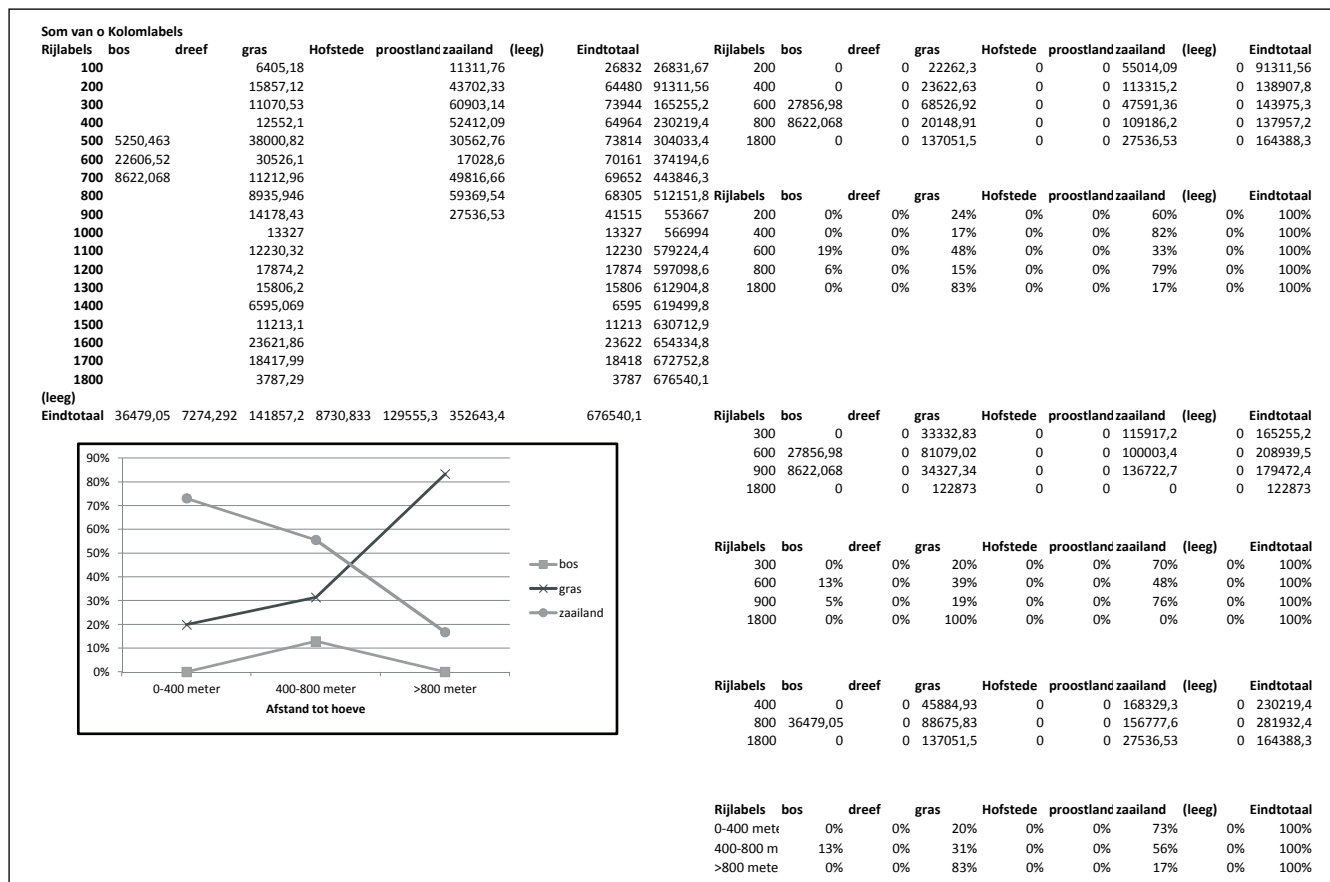 Som van o Kolomlabels
Rijlabels bos dreef gras Hofstede proostland zaailand (leeg) Eindtotaal
100 6405,18 11311,76 26832 26831,67
200 15857,12 43702,33 64480 91311,56
300 11070,53 60903,14 73944 165255,2
400 12552,1 52412,09 64964 230219,4
500 5250,463 38000,82 30562,76 73814 304033,4
600 22606,52 30526,1 17028,6 70161 374194,6
700 8622,068 11212,96 49816,66 69652 443846,3
800 8935,946 59369,54 68305 512151,8
900 14178,43 27536,53 41515 553667
1000 13327 13327 566994
1100 12230,32 12230 579224,4
1200 17874,2 17874 597098,6
1300 15806,2 15806 612904,8
1400 6595,069 6595 619499,8
1500 11213,1 11213 630712,9
1600 23621,86 23622 654334,8
1700 18417,99 18418 672752,8
1800 3787,29 3787 676540,1
(leeg)
Eindtotaal 36479,05 7274,292 141857,2 8730,833 129555,3 352643,4 676540,1
90%
80%
70%
60%
50%
40%
30%
20%
10%
0%
0-400 meter 400-800 meter >800 meter
Afstand tot hoeve
bos
gras
zaailand
Rijlabels bos dreef gras Hofstede proostland zaailand (leeg) Eindtotaal
200 0 0 22262,3 0 0 55014,09 0 91311,56
400 0 0 23622,63 0 0 113315,2 0 138907,8
600 27856,98 0 68526,92 0 0 47591,36 0 143975,3
800 8622,068 0 20148,91 0 0 109186,2 0 137957,2
1800 0 0 137051,5 0 0 27536,53 0 164388,3
Rijlabels bos dreef gras Hofstede proostland zaailand (leeg) Eindtotaal
200 0% 0% 24% 0% 0% 60% 0% 100%
400 0% 0% 17% 0% 0% 82% 0% 100%
600 19% 0% 48% 0% 0% 33% 0% 100%
800 6% 0% 15% 0% 0% 79% 0% 100%
1800 0% 0% 83% 0% 0% 17% 0% 100%
Rijlabels bos dreef gras Hofstede proostland zaailand (leeg) Eindtotaal
300 0 0 33332,83 0 0 115917,2 0 165255,2
600 27856,98 0 81079,02 0 0 100003,4 0 208939,5
900 8622,068 0 34327,34 0 0 136722,7 0 179472,4
1800 0 0 122873 0 0 0 0 122873
Rijlabels bos dreef gras Hofstede proostland zaailand (leeg) Eindtotaal
300 0% 0% 20% 0% 0% 70% 0% 100%
600 13% 0% 39% 0% 0% 48% 0% 100%
900 5% 0% 19% 0% 0% 76% 0% 100%
1800 0% 0% 100% 0% 0% 0% 0% 100%
Rijlabels bos dreef gras Hofstede proostland zaailand (leeg) Eindtotaal
400 0 0 45884,93 0 0 168329,3 0 230219,4
800 36479,05 0 88675,83 0 0 156777,6 0 281932,4
1800 0 0 137051,5 0 0 27536,53 0 164388,3
Rijlabels bos dreef gras Hofstede proostland zaailand (leeg) Eindtotaal
0-400 mete 0% 0% 20% 0% 0% 73% 0% 100%
400-800 m 13% 0% 31% 0% 0% 56% 0% 100%
>800 mete 0% 0% 83% 0% 0% 17% 0% 100%